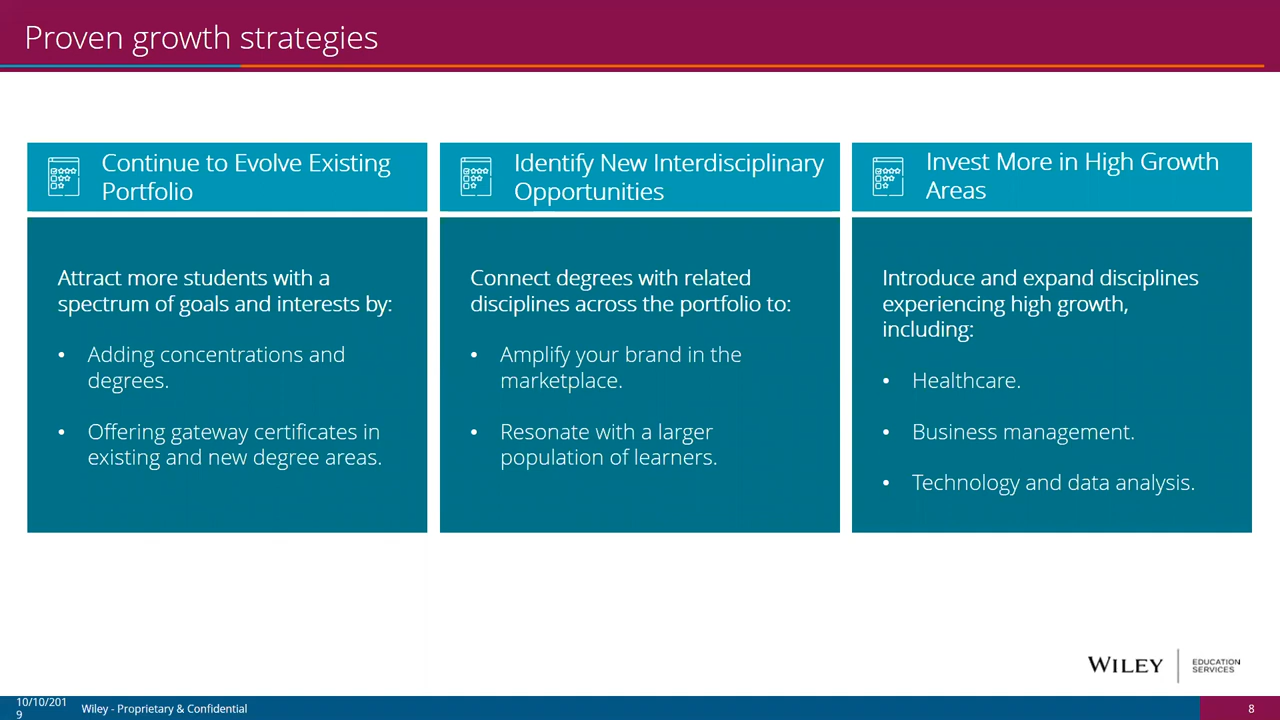 Proven growth strategies
Continue to Evolve Existing
Portfolio
Attract more students with a
spectrum of goals and interests by:
• Adding concentrations and
degrees.
• Offering gateway certificates in
existing and new degree areas.
Identify New Interdisciplinary
Opportunities
Connect degrees with related
disciplines across the portfolio to:
• Amplify your brand in the
marketplace.
• Resonate with a larger
population of learners.
Invest More in High Growth
Areas
Introduce and expand disciplines
experiencing high growth,
including:
• Healthcare.
• Business management.
• Technology and data analysis.
WILEY
EDUCATION
SERVICES
10/10/201
9
Wiley - Proprietary & Confidential
8